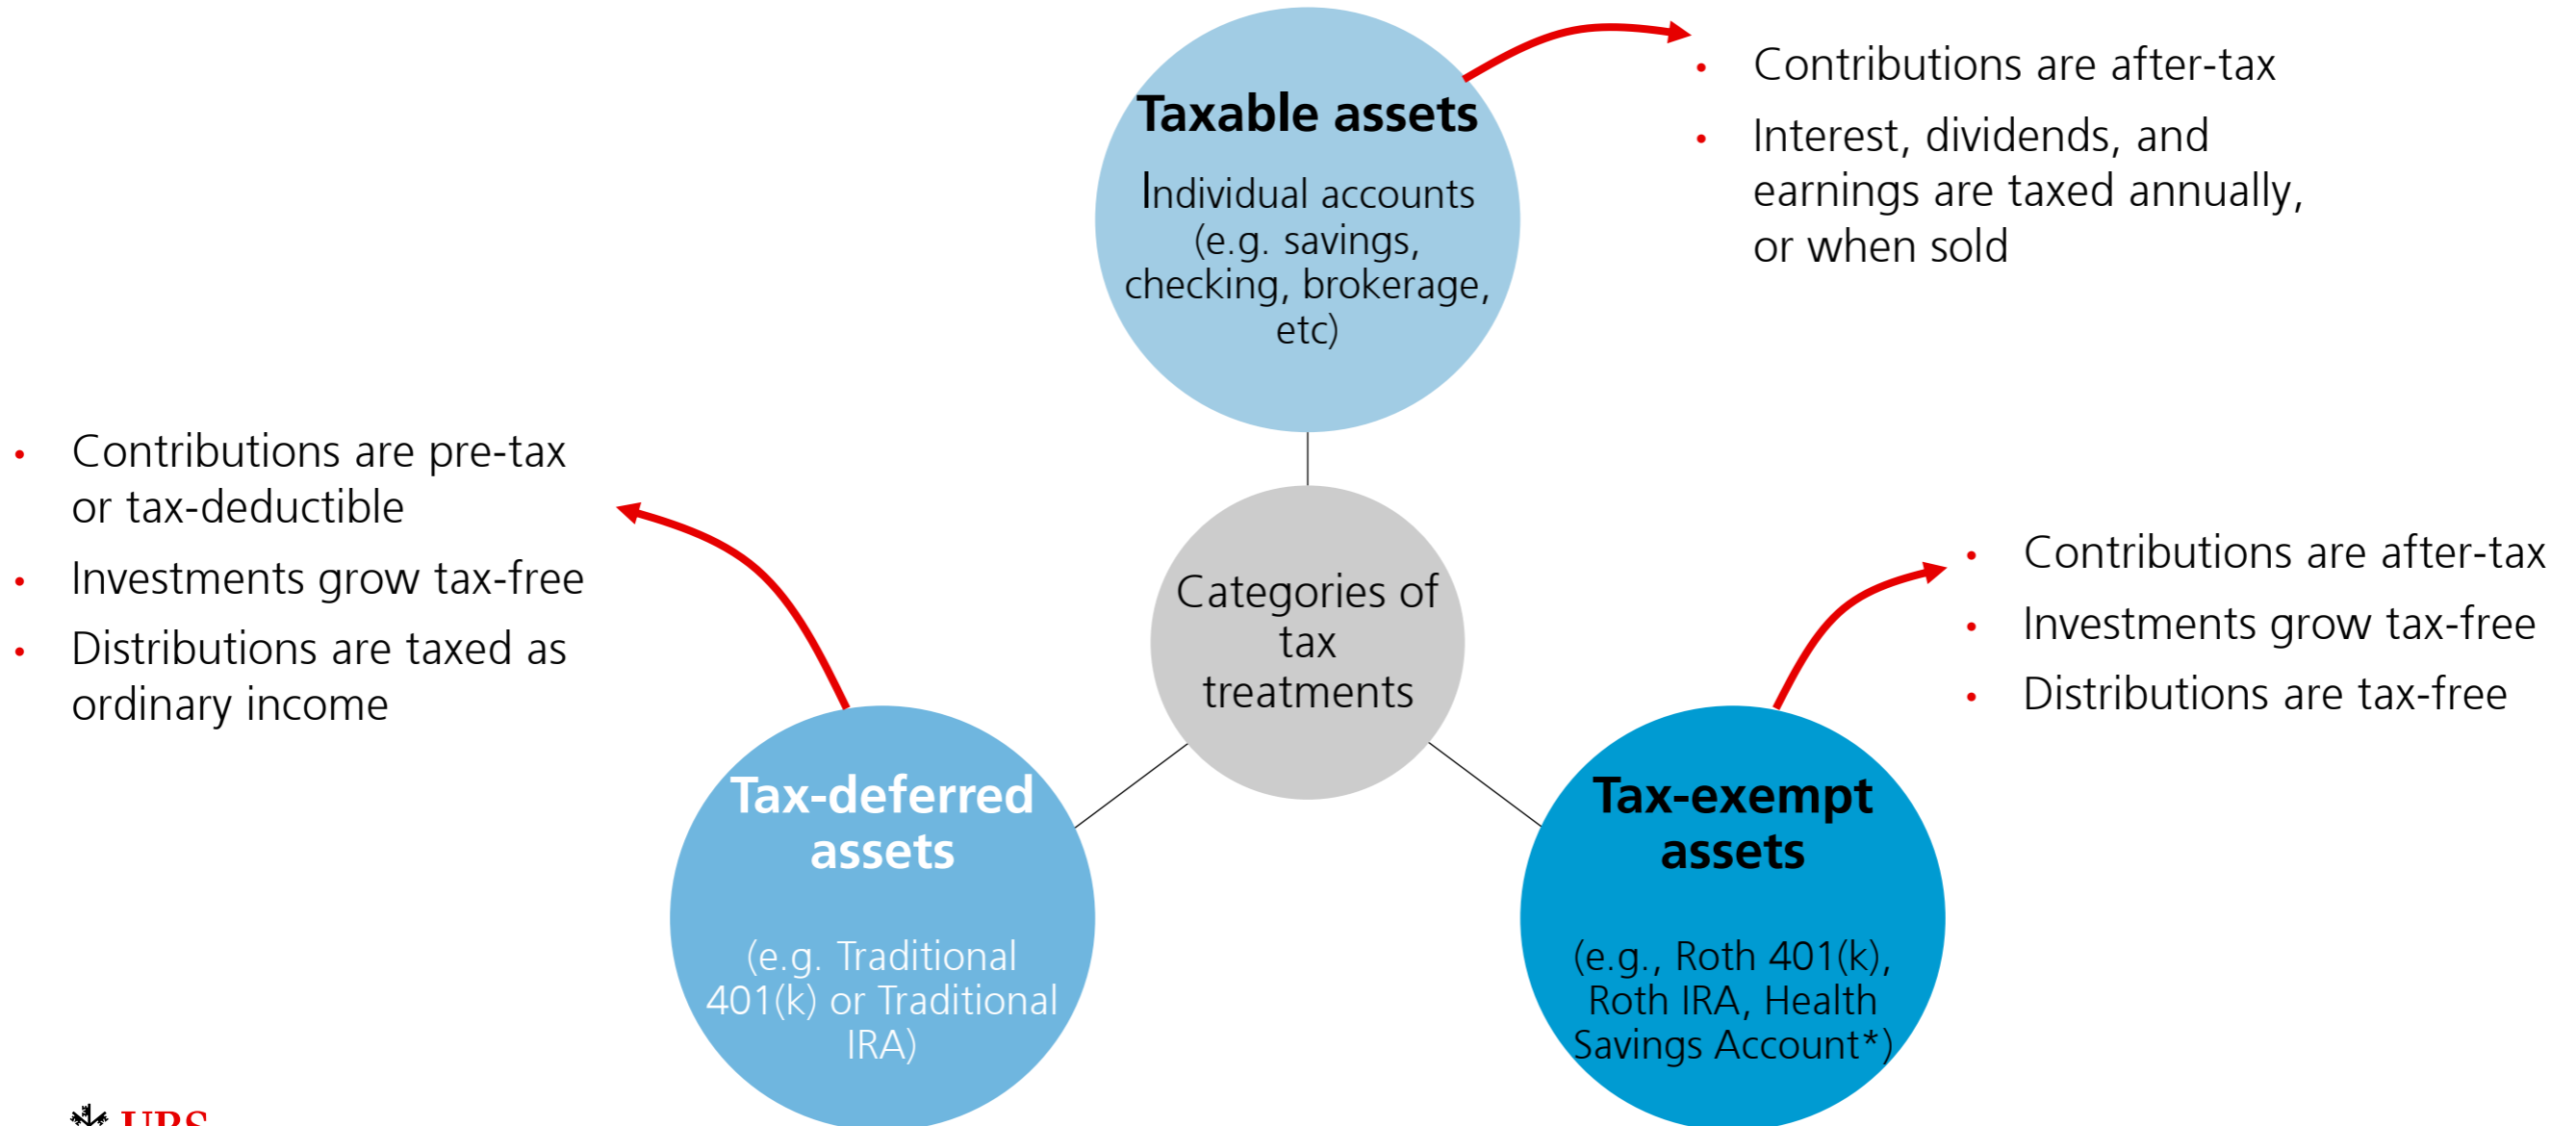 Taxable assets
Individual accounts
(e.g. savings,
checking, brokerage,
etc)
• Contributions are after-tax
• Interest, dividends, and
earnings are taxed annually,
or when sold
• Contributions are pre-tax
or tax-deductible
• Investments grow tax-free
• Distributions are taxed as
ordinary income
Categories of
tax
treatments
• Contributions are after-tax
• Investments grow tax-free
• Distributions are tax-free
Tax-deferred
assets
(e.g. Traditional
401(k) or Traditional
IRA)
Tax-exempt
assets
(e.g., Roth 401(k),
Roth IRA, Health
Savings Account*)
UBS